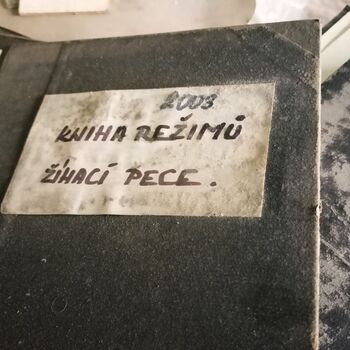 2003
KNIHA REŽIMŮ
ŽÍHACÍ PECE.